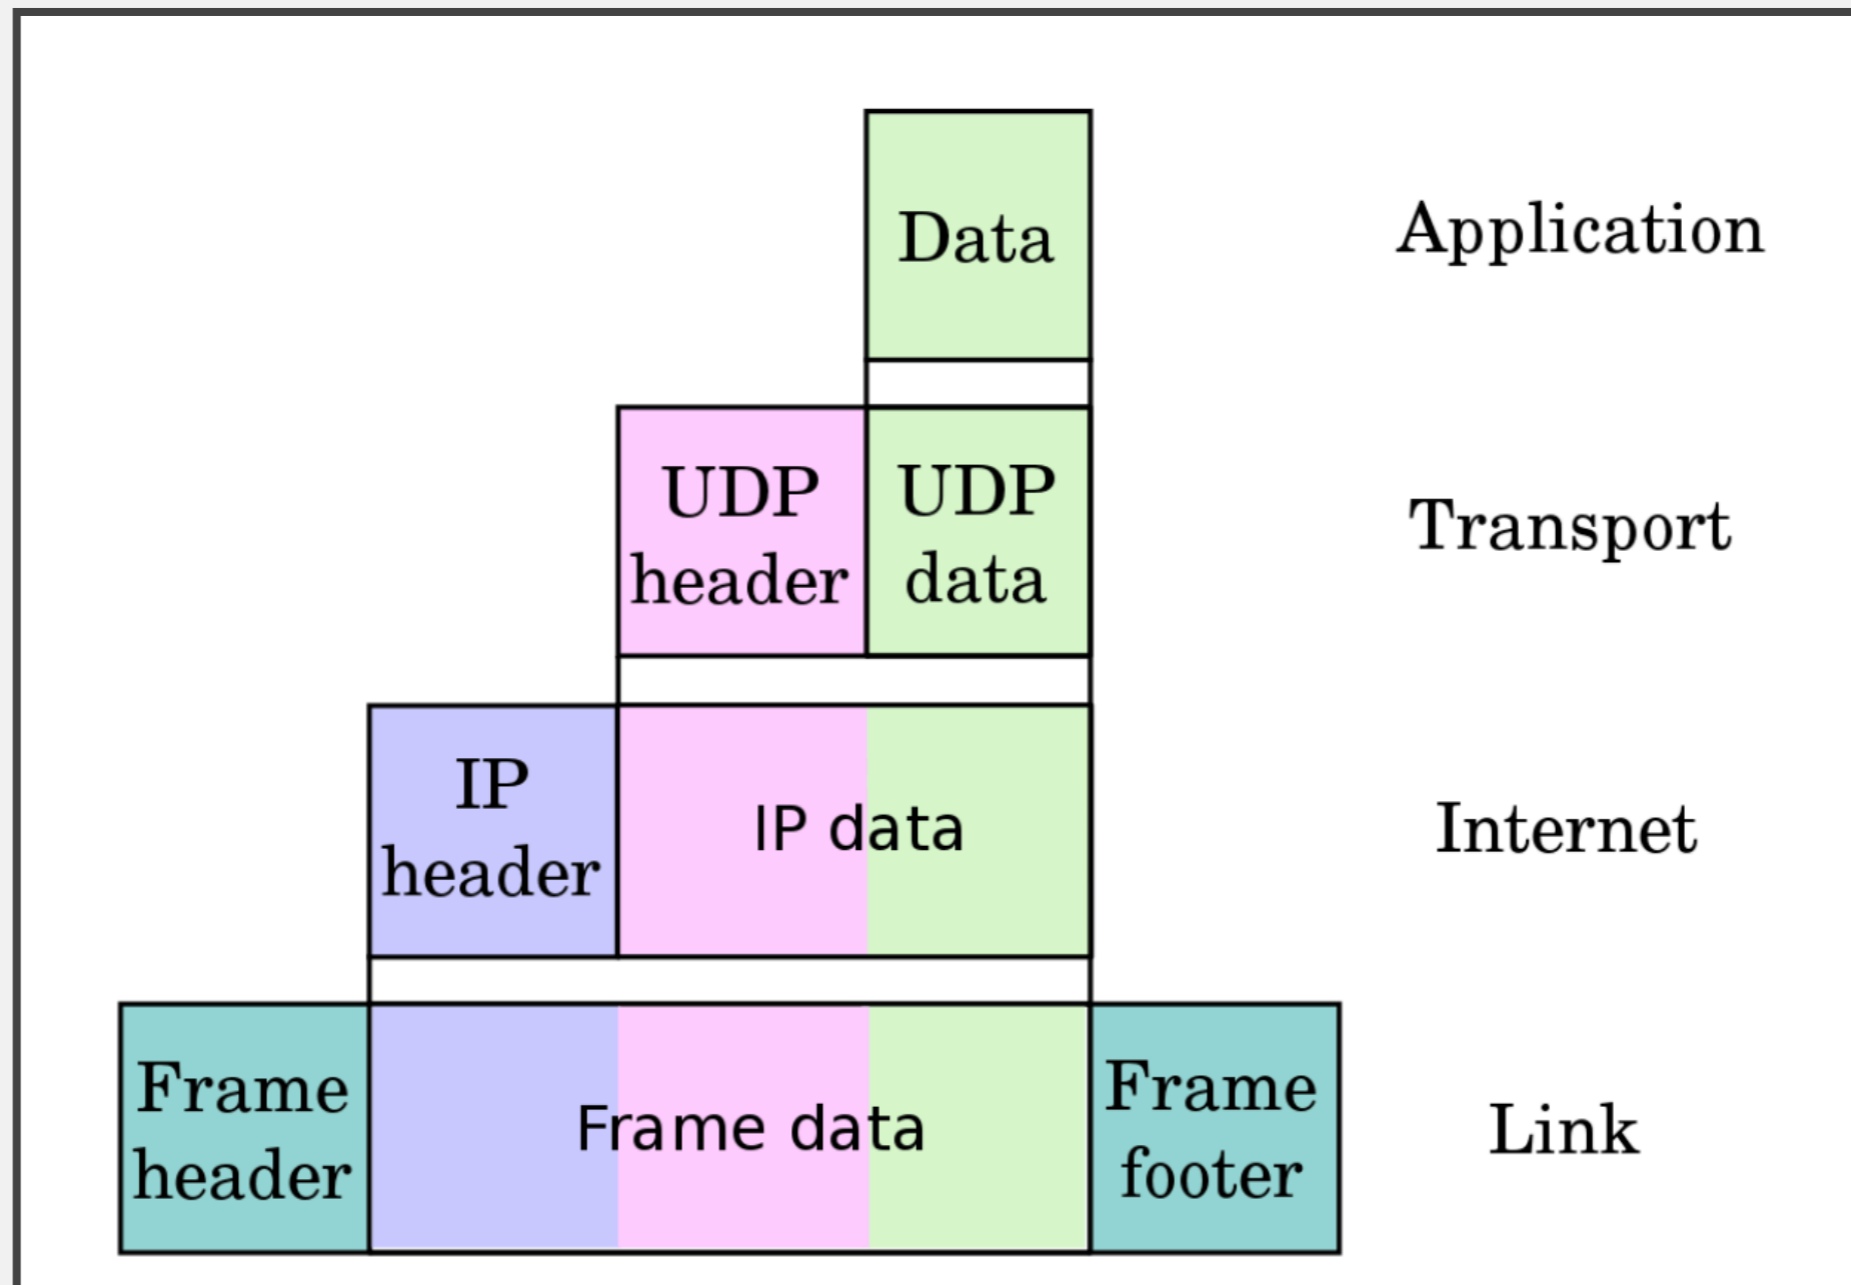 Data
Application
UDP
header
UDP
data
Transport
IP
header
IP data
Internet
Frame
header
Frame data
Frame
footer
Link